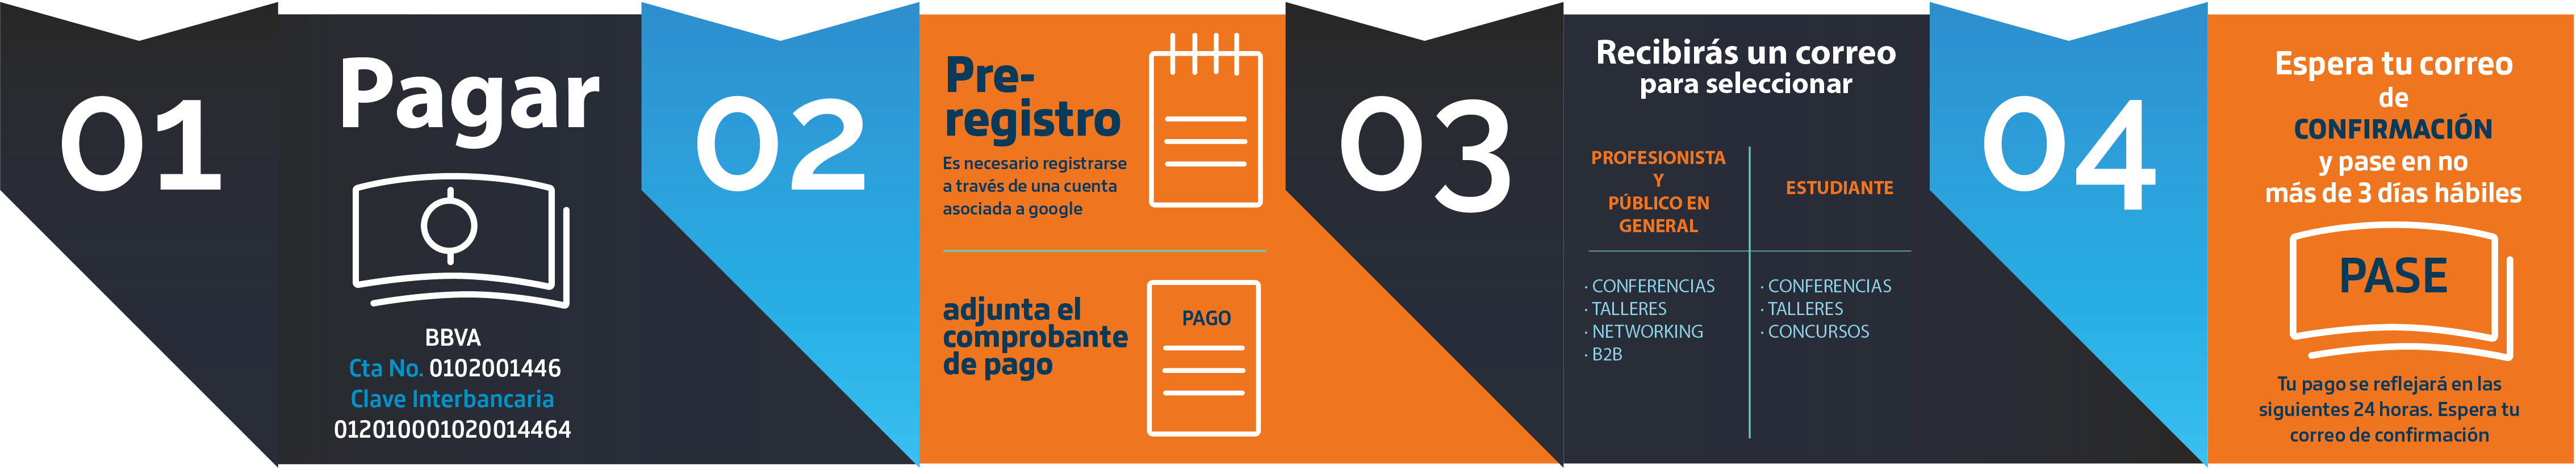 01
Pagar
BBVA
Cta No. 0102001446
Clave Interbancaria
012010001020014464
02
Pre-
registro
Es necesario registrarse
a través de una cuenta
asociada a google
adjunta el
comprobante
de pago
PAGO
03
Recibirás un correo
para seleccionar
PROFESIONISTA
Y
PÚBLICO EN
GENERAL
· CONFERENCIAS
· TALLERES
· NETWORKING
· B2B
ESTUDIANTE
· CONFERENCIAS
· TALLERES
· CONCURSOS
04
Espera tu correo
de
CONFIRMACIÓN
y pase en no
más de 3 días hábiles
PASE
Tu pago se reflejará en las
siguientes 24 horas. Espera tu
correo de confirmación